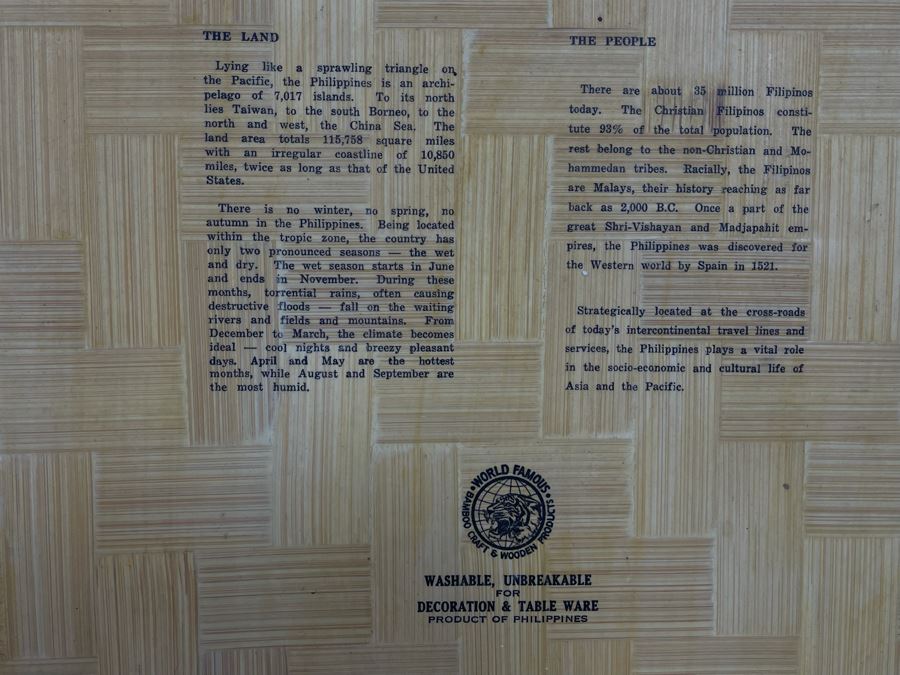 THE LAND
Lying like a sprawling triangle on
the Pacific, the Philippines is an archi-
pelago of 7,017 islands. To its north
lies Taiwan, to the south Borneo, to the
north and west, the China Sea. The
land area totals 115,758 square miles
with an irregular coastline of 10,850
miles, twice as long as that of the United
States.
There is no winter, no spring, no
autumn in the Philippines. Being located
within the tropic zone, the country has
only two pronounced seasons — the wet
and dry. The wet season starts in June
and ends in November. During these
months, torrential rains, often causing
destructive floods — fall on the waiting
rivers and fields and mountains. From
December to March, the climate becomes
ideal — cool nights and breezy pleasant
days. April and May are the hottest
months, while August and September are
the most humid.
THE PEOPLE
There are about 35 million Filipinos
today. The Christian Filipinos consti-
tute 93% of the total population. The
rest belong to the non-Christian and Mo-
hammedan tribes. Racially, the Filipinos
are Malays, their history reaching as far
back as 2,000 B.C. Once a part of the
great Shri-Vishayan and Madjapahit em-
pires, the Philippines was discovered for
the Western world by Spain in 1521.
Strategically located at the cross-roads
of today's intercontinental travel lines and
services, the Philippines plays a vital role
in the socio-economic and cultural life of
Asia and the Pacific.
WORLD FAMOUS
BAMBOO CRAFT & WOODEN PRODUCTS
WASHABLE, UNBREAKABLE
FOR
DECORATION & TABLE WARE
PRODUCT OF PHILIPPINES